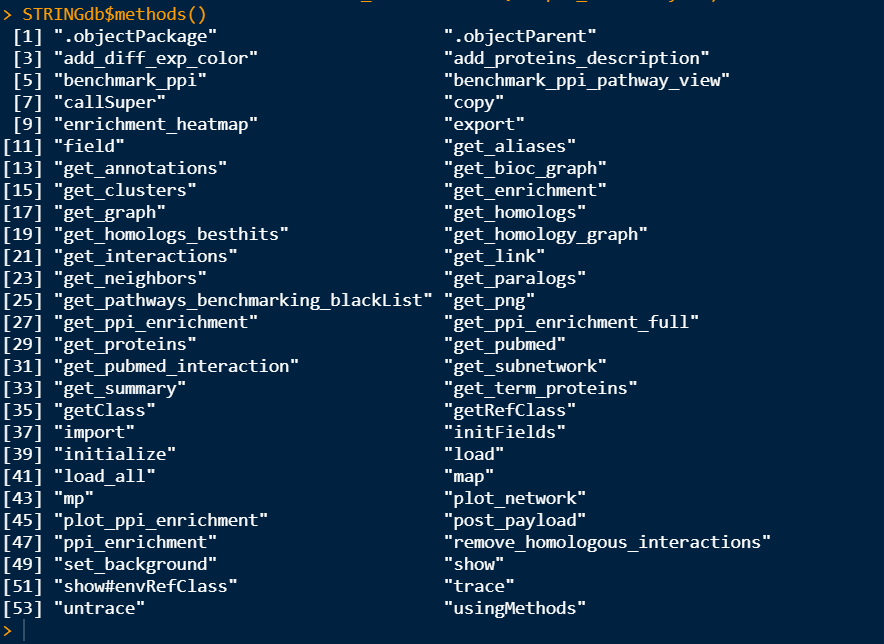 > STRINGdb$methods()
 [1] ".objectPackage"                    ".objectParent"
 [3] "add_diff_exp_color"                "add_proteins_description"
 [5] "benchmark_ppi"                     "benchmark_ppi_pathway_view"
 [7] "callSuper"                         "copy"
 [9] "enrichment_heatmap"                "export"
[11] "field"                             "get_aliases"
[13] "get_annotations"                   "get_bioc_graph"
[15] "get_clusters"                      "get_enrichment"
[17] "get_graph"                         "get_homologs"
[19] "get_homologs_besthits"             "get_homology_graph"
[21] "get_interactions"                  "get_link"
[23] "get_neighbors"                     "get_paralogs"
[25] "get_pathways_benchmarking_blackList" "get_png"
[27] "get_ppi_enrichment"                "get_ppi_enrichment_full"
[29] "get_proteins"                      "get_pubmed"
[31] "get_pubmed_interaction"            "get_subnetwork"
[33] "get_summary"                       "get_term_proteins"
[35] "getClass"                          "getRefClass"
[37] "import"                            "initFields"
[39] "initialize"                        "load"
[41] "load_all"                          "map"
[43] "mp"                                "plot_network"
[45] "plot_ppi_enrichment"               "post_payload"
[47] "ppi_enrichment"                    "remove_homologous_interactions"
[49] "set_background"                    "show"
[51] "show#envRefClass"                  "trace"
[53] "untrace"                           "usingMethods"
>